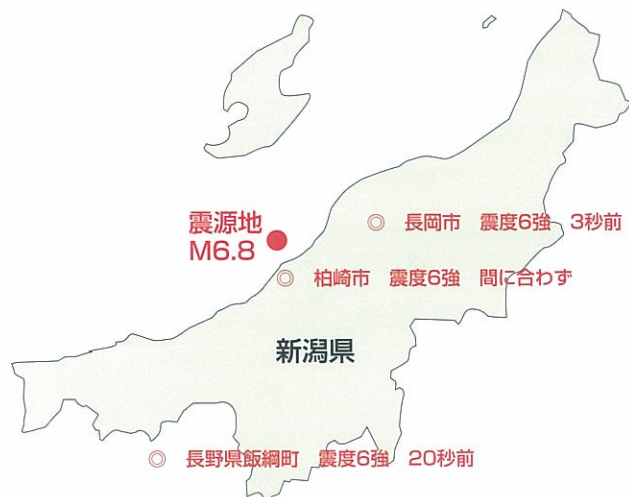 震源地
M6.8
長岡市　震度6強　3秒前
柏崎市　震度6強　間に合わず
新潟県
長野県飯綱町　震度6強　20秒前